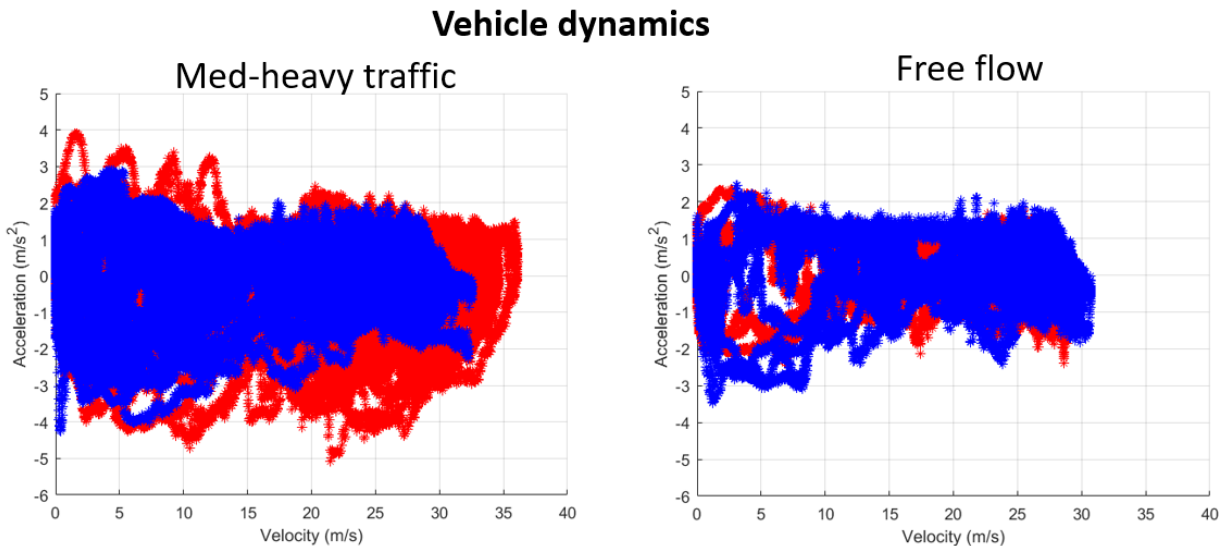 Vehicle dynamics
Med-heavy traffic
5
4
3
2
1
0
-1
-2
-3
-4
-5
-6
Acceleration (m/s²)
0 5 10 15 20 25 30 35 40
Velocity (m/s)
Free flow
5
4
3
2
1
0
-1
-2
-3
-4
-5
-6
Acceleration (m/s²)
0 5 10 15 20 25 30 35 40
Velocity (m/s)